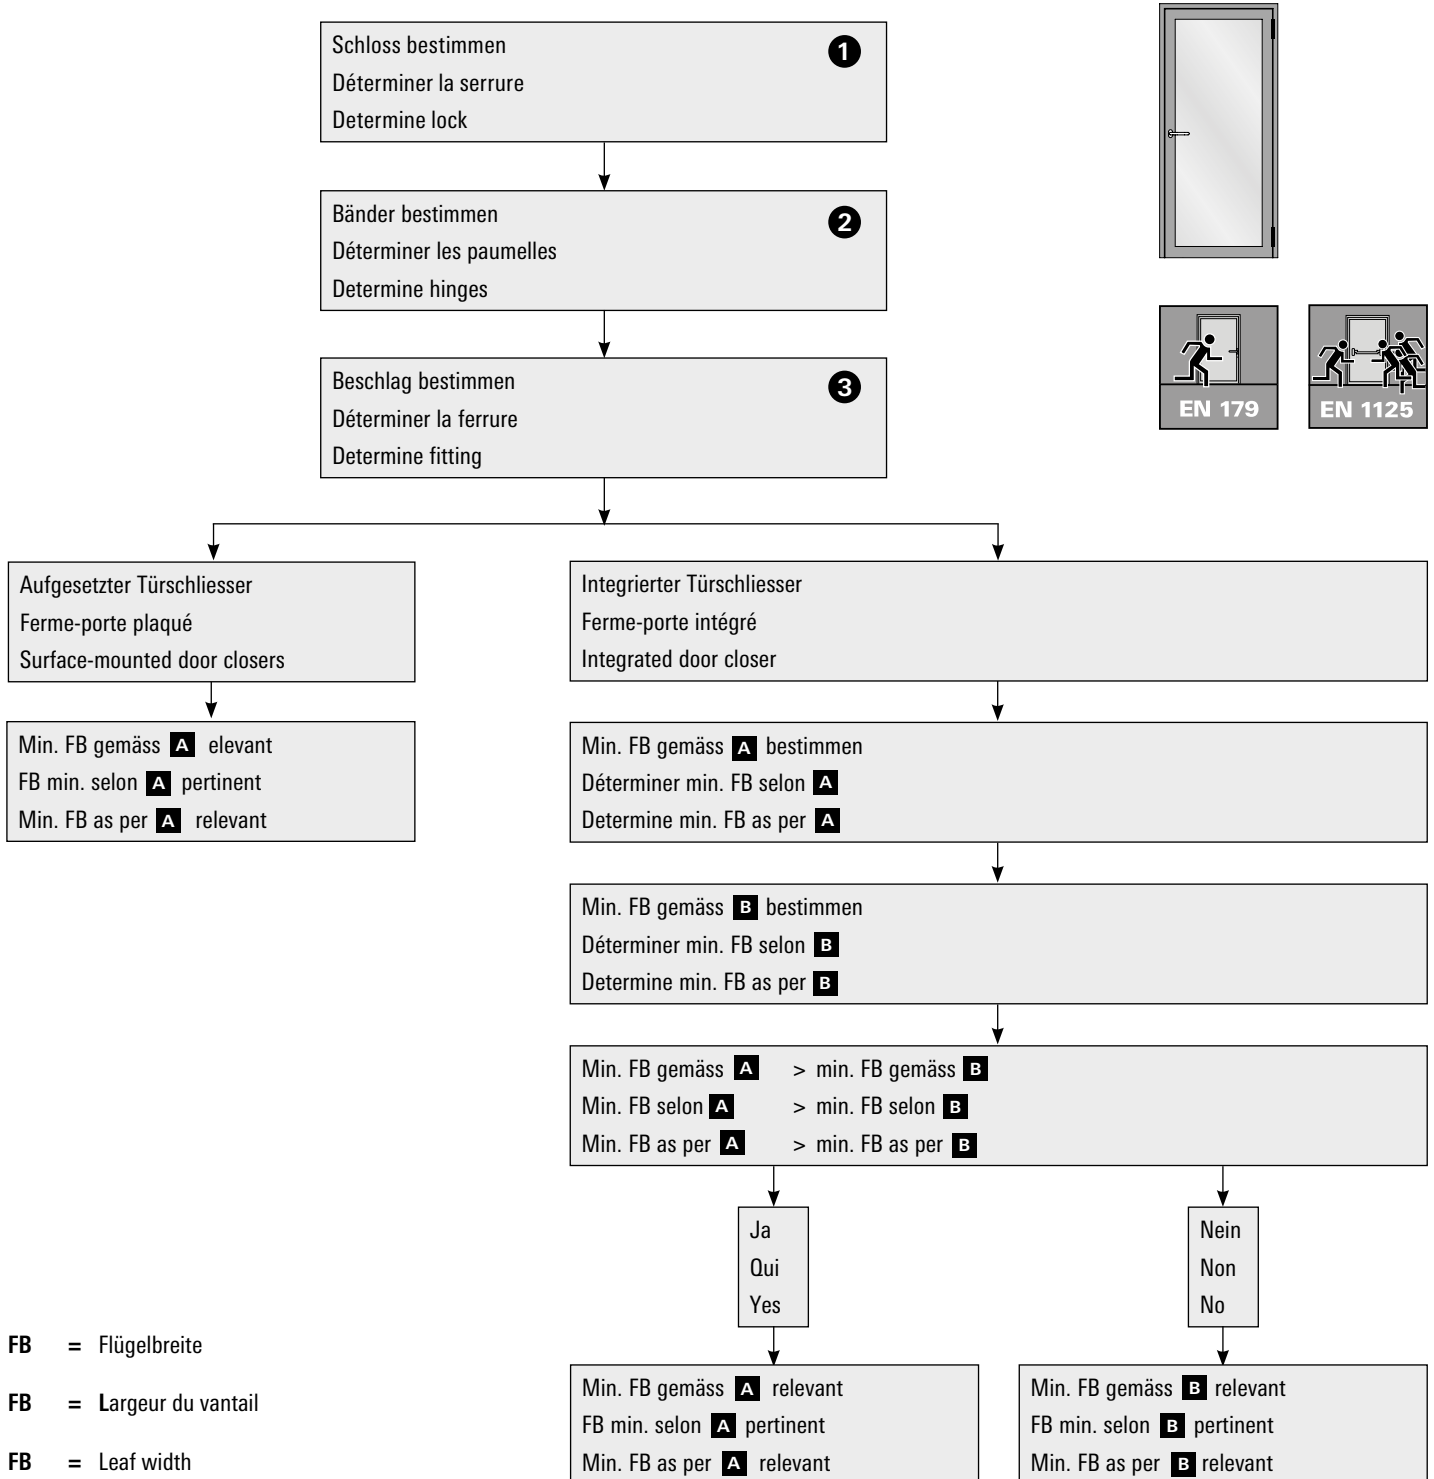 Schloss bestimmen
Déterminer la serrure
Determine lock
1
Bänder bestimmen
Déterminer les paumelles
Determine hinges
2
Beschlag bestimmen
Déterminer la ferrure
Determine fitting
3
EN 179
EN 1125
Aufgesetzter Türschliesser
Ferme-porte plaqué
Surface-mounted door closers
Integrierter Türschliesser
Ferme-porte intégré
Integrated door closer
Min. FB gemäss A elevant
FB min. selon A pertinent
Min. FB as per A relevant
Min. FB gemäss A bestimmen
Déterminer min. FB selon A
Determine min. FB as per A
Min. FB gemäss B bestimmen
Déterminer min. FB selon B
Determine min. FB as per B
Min. FB gemäss A > min. FB gemäss B
Min. FB selon A > min. FB selon B
Min. FB as per A > min. FB as per B
Ja
Qui
Yes
Nein
Non
No
Min. FB gemäss A relevant
FB min. selon A pertinent
Min. FB as per A relevant
Min. FB gemäss B relevant
FB min. selon B pertinent
Min. FB as per B relevant
FB = Flügelbreite
FB = Largeur du vantail
FB = Leaf width